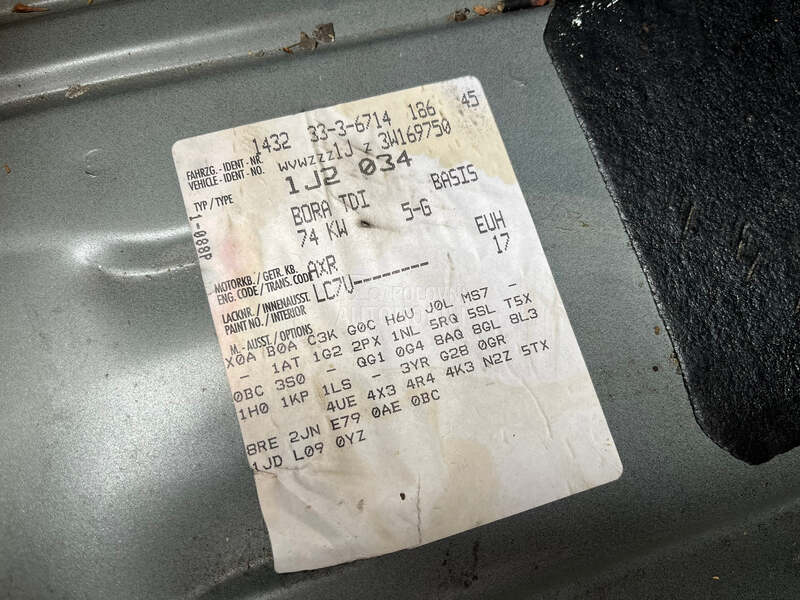 1432 33-3-6714 186 45
FAHRZG.-IDENT-NR. WVWZZZ1J Z 3W169750
VEHICLE-IDENT-NO.
TYP / TYPE 1J2 034
BORA TDI BASIS
74 KW 5-G
EUH
17
1-088P
MOTORKB./ GETR. KB. AXR
ENG. CODE / TRANS. CODE
LACKNR./ INNENAUSST. LC7V-------
PAINT NO. / INTERIOR
M.-AUSST./ OPTIONS
X0A B0A C3K G0C H6U J0L MS7 -
- 1AT 1G2 2PX 1NL 5RQ 5SL T5X
0BC 3S0 - QG1 0G4 8AQ 8GL 8L3
1H0 1KP 1LS - 3YR G2B 0GR
4UE 4X3 4R4 4K3 N2Z 5TX
8RE 2JN E79 0AE 0BC
1JD L09 0YZ